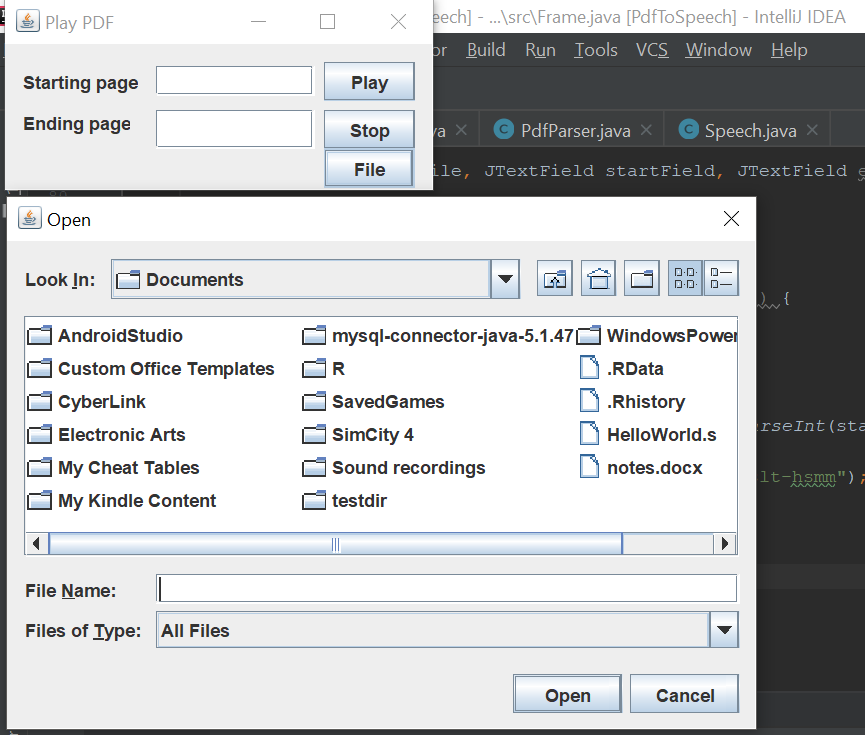 Play PDF
eech] - ...\src\Frame.java [PdfToSpeech] - IntelliJ IDEA
or Build Run Tools VCS Window Help
Starting page Play
Ending page Stop
File
va PdfParser.java Speech.java
ile, JTextField startField, JTextField e
Open
Look In: Documents
) {
AndroidStudio mysql-connector-java-5.1.47 WindowsPower
Custom Office Templates R .RData
CyberLink SavedGames .Rhistory
Electronic Arts SimCity 4 HelloWorld.s
My Cheat Tables Sound recordings notes.docx
My Kindle Content testdir
erseInt(sta
lt-hsmm");
File Name:
Files of Type: All Files
Open Cancel